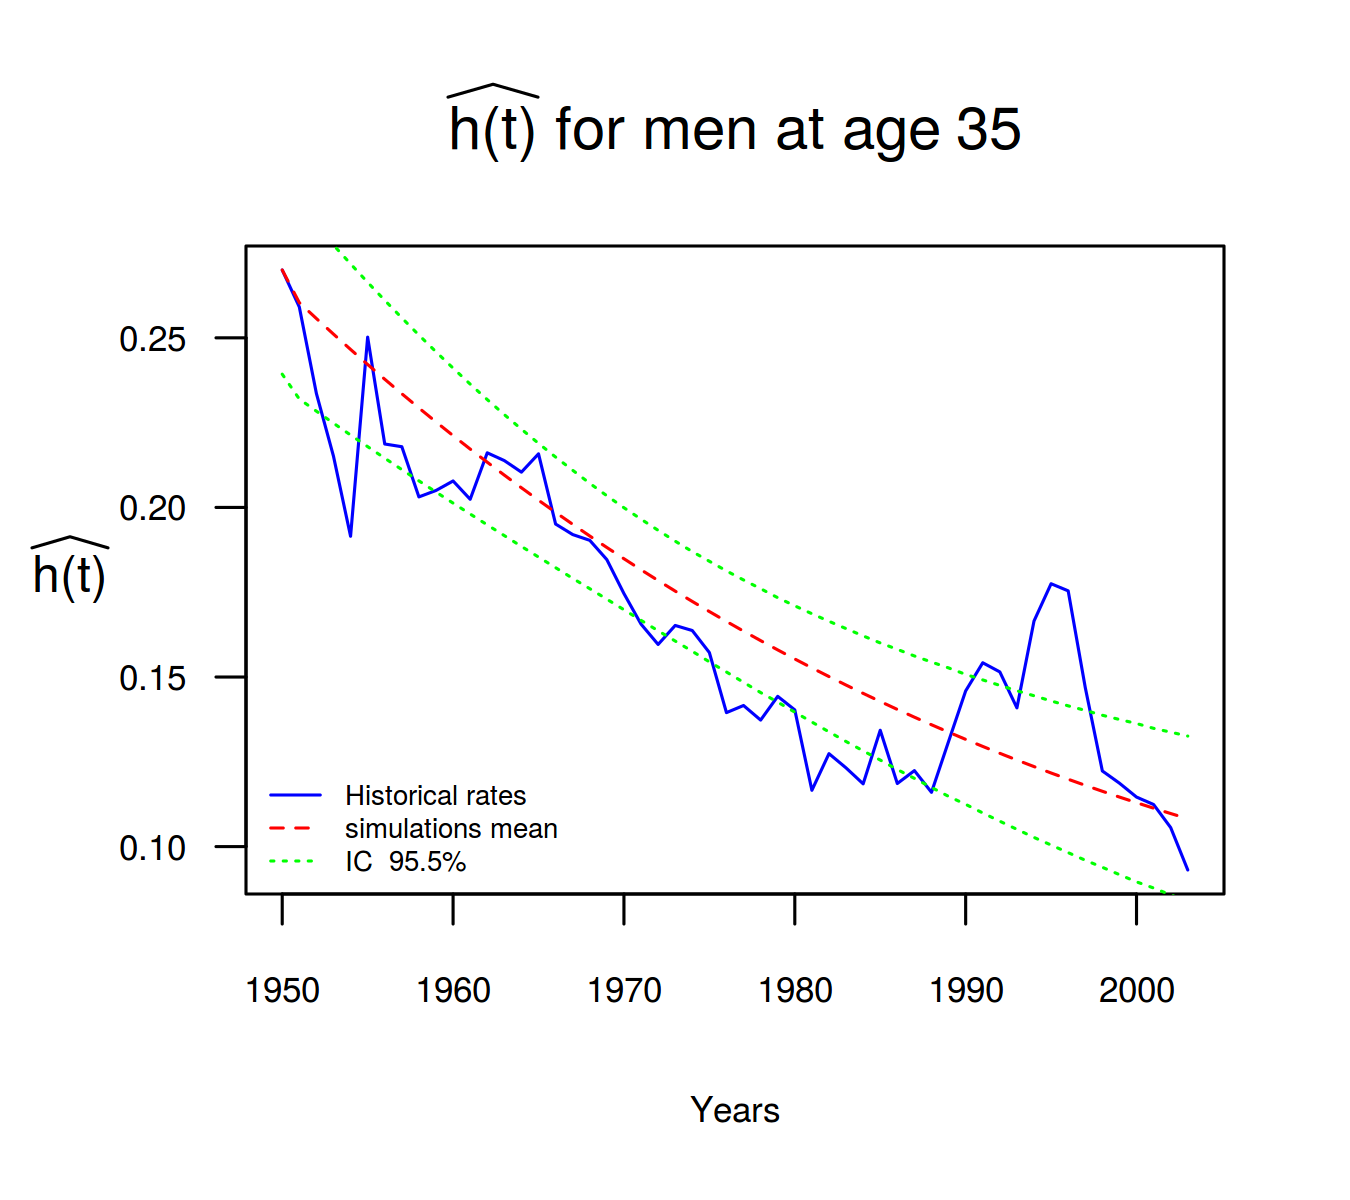 h(t) for men at age 35
0.25
0.20
0.15
0.10
h(t)
Historical rates
simulations mean
IC 95.5%
1950 1960 1970 1980 1990 2000
Years